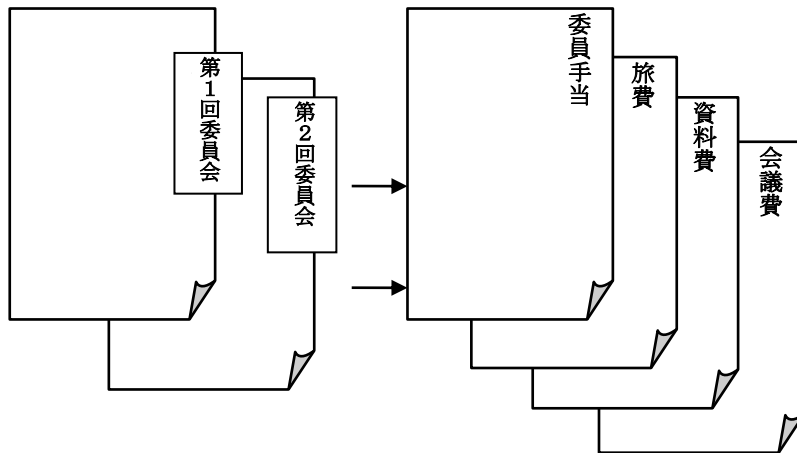 第1回委員会
第2回委員会
委員手当
旅費
資料費
会議費